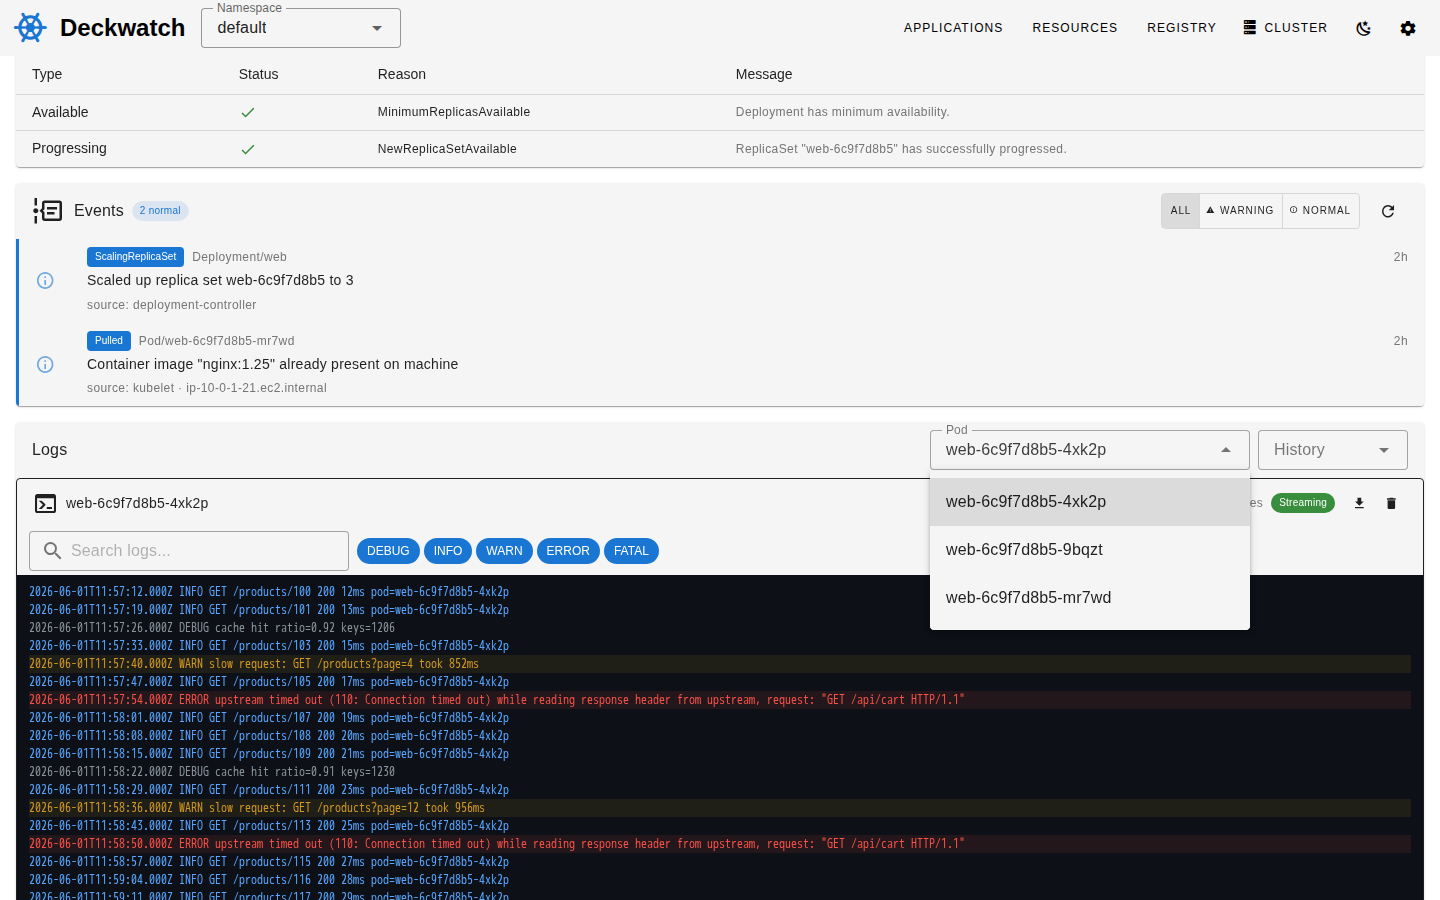 Deckwatch
Namespace
default
APPLICATIONS
RESOURCES
REGISTRY
CLUSTER
Type Status Reason Message
Available MinimumReplicasAvailable Deployment has minimum availability.
Progressing NewReplicaSetAvailable ReplicaSet "web-6c9f7d8b5" has successfully progressed.
Events 2 normal ALL WARNING NORMAL
ScalingReplicaSet Deployment/web 2h
Scaled up replica set web-6c9f7d8b5 to 3
source: deployment-controller
Pulled Pod/web-6c9f7d8b5-mr7wd 2h
Container image "nginx:1.25" already present on machine
source: kubelet · ip-10-0-1-21.ec2.internal
Logs
Pod
web-6c9f7d8b5-4xk2p
History
web-6c9f7d8b5-4xk2p
web-6c9f7d8b5-9bqzt
web-6c9f7d8b5-mr7wd
web-6c9f7d8b5-4xk2p
es Streaming
Search logs... DEBUG INFO WARN ERROR FATAL
2026-06-01T11:57:12.000Z INFO GET /products/100 200 12ms pod=web-6c9f7d8b5-4xk2p
2026-06-01T11:57:19.000Z INFO GET /products/101 200 13ms pod=web-6c9f7d8b5-4xk2p
2026-06-01T11:57:26.000Z DEBUG cache hit ratio=0.92 keys=1206
2026-06-01T11:57:33.000Z INFO GET /products/103 200 15ms pod=web-6c9f7d8b5-4xk2p
2026-06-01T11:57:40.000Z WARN slow request: GET /products?page=4 took 852ms
2026-06-01T11:57:47.000Z INFO GET /products/105 200 17ms pod=web-6c9f7d8b5-4xk2p
2026-06-01T11:57:54.000Z ERROR upstream timed out (110: Connection timed out) while reading response header from upstream, request: "GET /api/cart HTTP/1.1"
2026-06-01T11:58:01.000Z INFO GET /products/107 200 19ms pod=web-6c9f7d8b5-4xk2p
2026-06-01T11:58:08.000Z INFO GET /products/108 200 20ms pod=web-6c9f7d8b5-4xk2p
2026-06-01T11:58:15.000Z INFO GET /products/109 200 21ms pod=web-6c9f7d8b5-4xk2p
2026-06-01T11:58:22.000Z DEBUG cache hit ratio=0.91 keys=1230
2026-06-01T11:58:29.000Z INFO GET /products/111 200 23ms pod=web-6c9f7d8b5-4xk2p
2026-06-01T11:58:36.000Z WARN slow request: GET /products?page=12 took 956ms
2026-06-01T11:58:43.000Z INFO GET /products/113 200 25ms pod=web-6c9f7d8b5-4xk2p
2026-06-01T11:58:50.000Z ERROR upstream timed out (110: Connection timed out) while reading response header from upstream, request: "GET /api/cart HTTP/1.1"
2026-06-01T11:58:57.000Z INFO GET /products/115 200 27ms pod=web-6c9f7d8b5-4xk2p
2026-06-01T11:59:04.000Z INFO GET /products/116 200 28ms pod=web-6c9f7d8b5-4xk2p
2026-06-01T11:59:11.000Z INFO GET /products/117 200 29ms pod=web-6c9f7d8b5-4xk2p